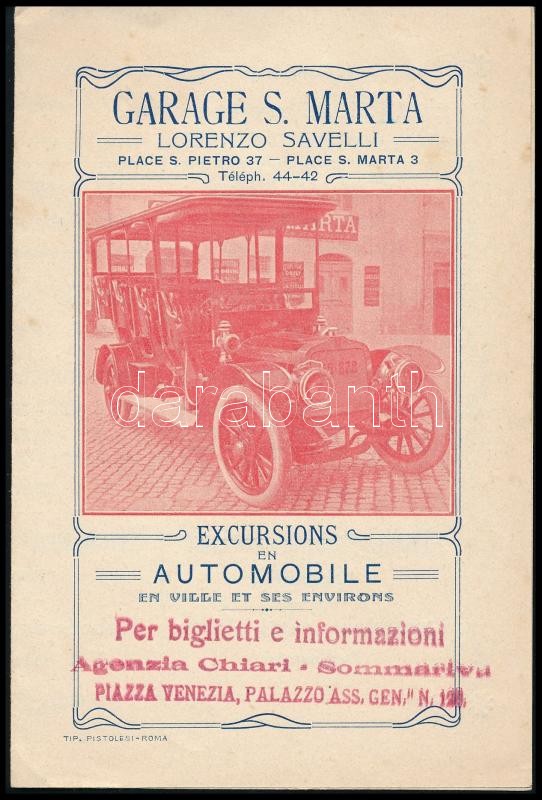 GARAGE S. MARTA
LORENZO SAVELLI
PLACE S. PIETRO 37 — PLACE S. MARTA 3
Téléph. 44-42
MARTA
darabanth
EXCURSIONS
EN
AUTOMOBILE
EN VILLE ET SES ENVIRONS
Per biglietti e informazioni
Agenzia Chiari - Sommariva
PIAZZA VENEZIA, PALAZZO ASS. GEN.
TIP. PISTOLESI - ROMA